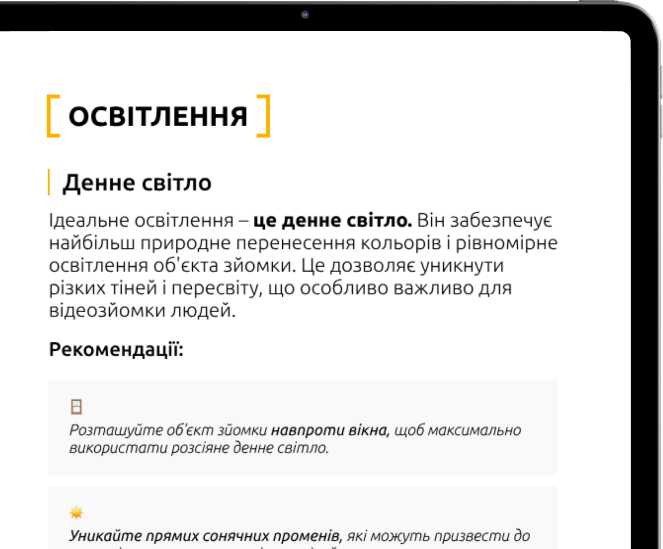 [ ОСВІТЛЕННЯ ]
Денне світло
Ідеальне освітлення – це денне світло. Він забезпечує
найбільш природне перенесення кольорів і рівномірне
освітлення об'єкта зйомки. Це дозволяє уникнути
різких тіней і пересвіту, що особливо важливо для
відеозйомки людей.
Рекомендації:
Розташуйте об'єкт зйомки навпроти вікна, щоб максимально
використати розсіяне денне світло.
Уникайте прямих сонячних променів, які можуть призвести до